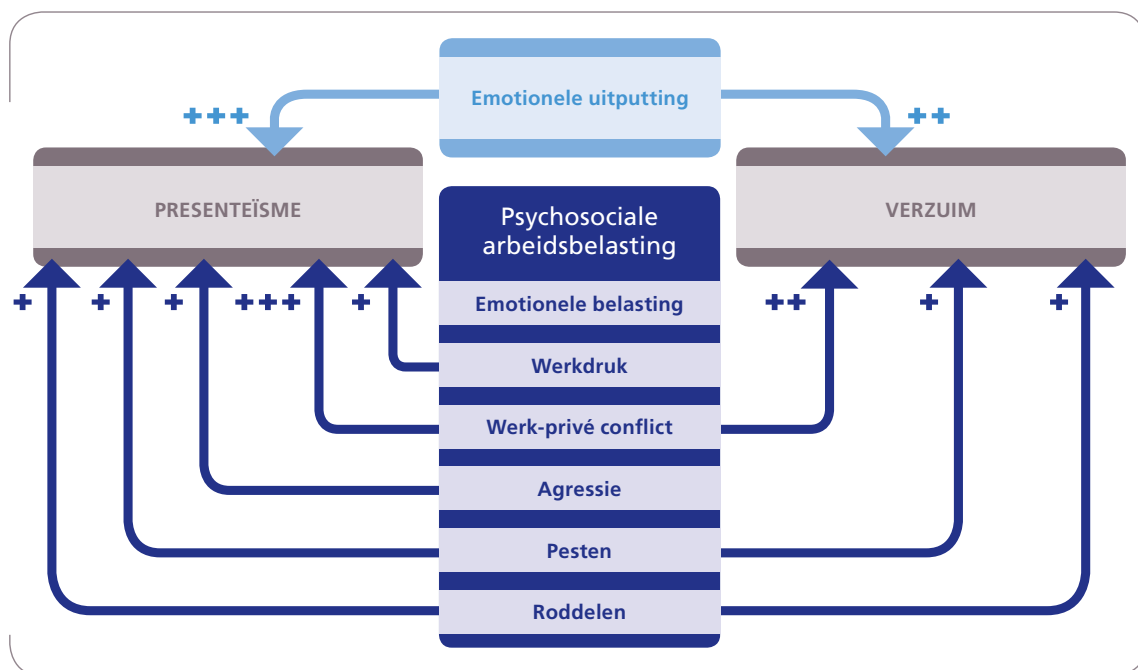 Emotionele uitputting
+++
++
PRESENTEÏSME
VERZUIM
Psychosociale
arbeidsbelasting
+
+
+
+++
+
++
+
+
Emotionele belasting
Werkdruk
Werk-privé conflict
Agressie
Pesten
Roddelen